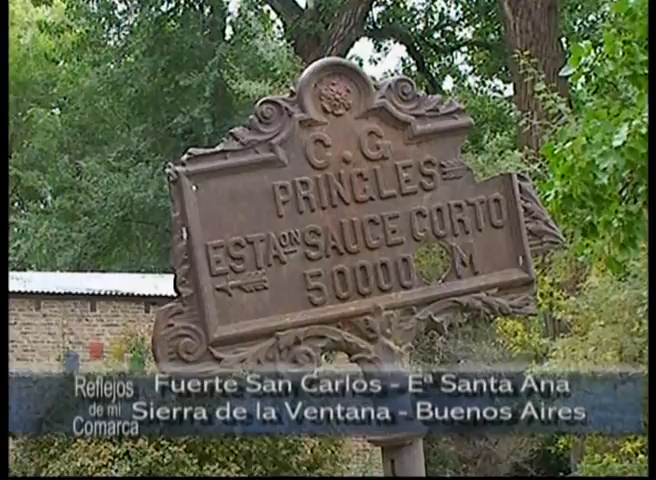 C. G.
PRINGLES
ESTAON SAUCE CORTO
50000 M
Reflejos
de mi
Comarca
Fuerte San Carlos - Eª Santa Ana
Sierra de la Ventana - Buenos Aires